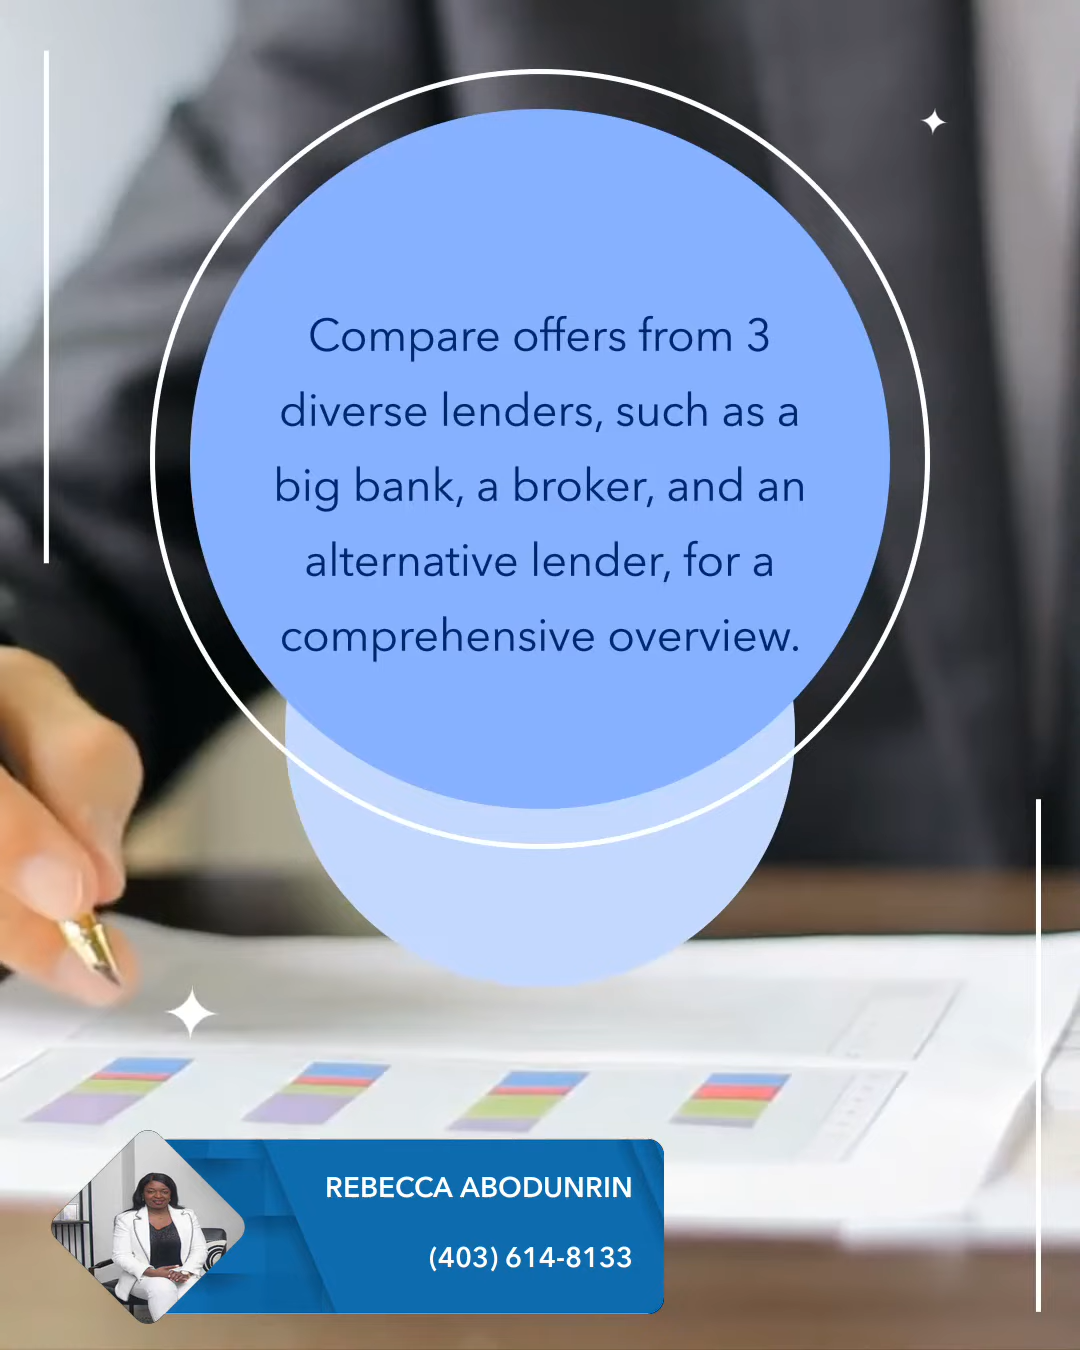 Compare offers from 3
diverse lenders, such as a
big bank, a broker, and an
alternative lender, for a
comprehensive overview.
REBECCA ABODUNRIN
(403) 614-8133